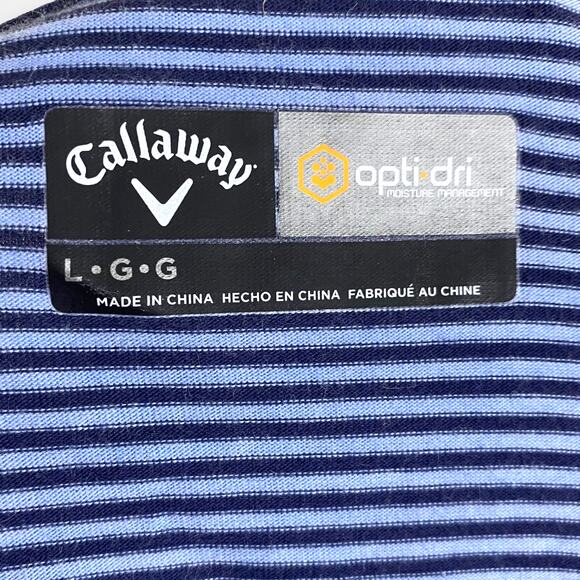 Callaway
opti·dri
MOISTURE MANAGEMENT
L•G•G
MADE IN CHINA HECHO EN CHINA FABRIQUÉ AU CHINE